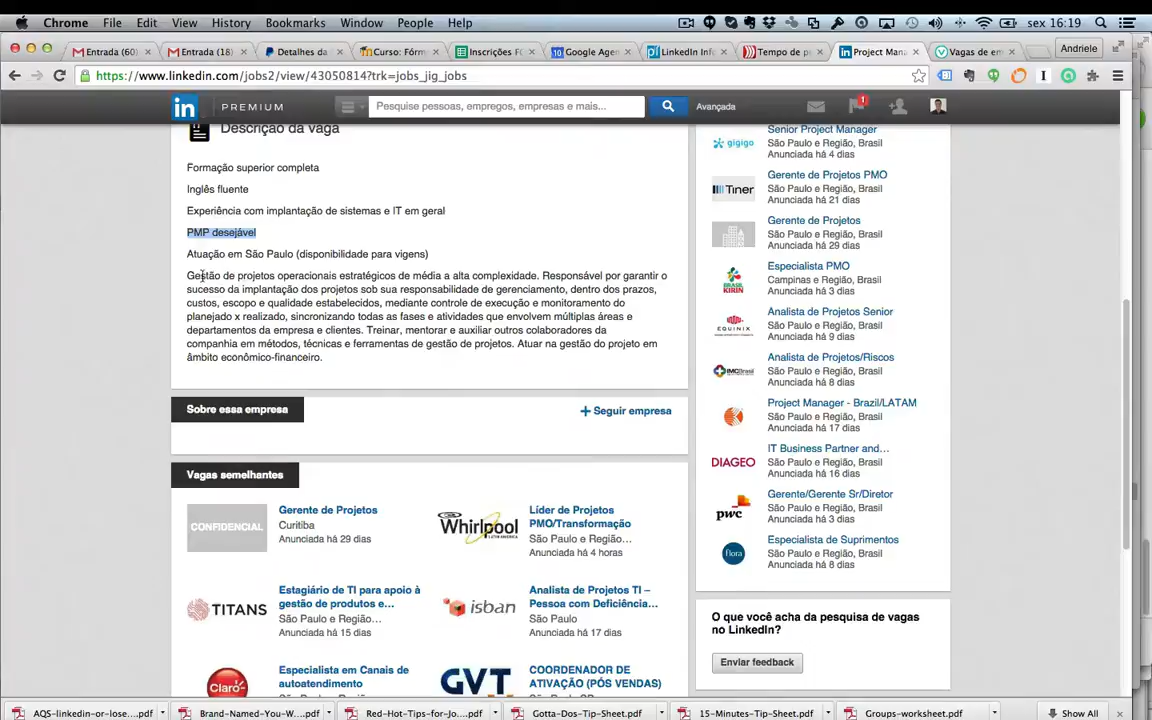 Chrome File Edit View History Bookmarks Window People Help
sex 16:19
Entrada (60)
Entrada (18)
Detalhes da
Curso: Fórm
Inscrições F
Google Agen
LinkedIn Info
Tempo de p
Project Mana
Vagas de em
Andriele
https://www.linkedin.com/jobs2/view/43050814?trk=jobs_jig_jobs
in PREMIUM
Pesquise pessoas, empregos, empresas e mais...
Avançada
1
Descrição da vaga
Formação superior completa
Inglês fluente
Experiência com implantação de sistemas e IT em geral
PMP desejável
Atuação em São Paulo (disponibilidade para vigens)
Gestão de projetos operacionais estratégicos de média a alta complexidade. Responsável por garantir o
sucesso da implantação dos projetos sob sua responsabilidade de gerenciamento, dentro dos prazos,
custos, escopo e qualidade estabelecidos, mediante controle de execução e monitoramento do
planejado x realizado, sincronizando todas as fases e atividades que envolvem múltiplas áreas e
departamentos da empresa e clientes. Treinar, mentorar e auxiliar outros colaboradores da
companhia em métodos, técnicas e ferramentas de gestão de projetos. Atuar na gestão do projeto em
âmbito econômico-financeiro.
Sobre essa empresa
+ Seguir empresa
Vagas semelhantes
CONFIDENCIAL
Gerente de Projetos
Curitiba
Anunciada há 29 dias
Whirlpool
Líder de Projetos
PMO/Transformação
São Paulo e Região...
Anunciada há 4 horas
TITANS
Estagiário de TI para apoio à
gestão de produtos e...
São Paulo e Região...
Anunciada há 15 dias
isban
Analista de Projetos TI –
Pessoa com Deficiência...
São Paulo
Anunciada há 17 dias
Claro
Especialista em Canais de
autoatendimento
GVT
COORDENADOR DE
ATIVAÇÃO (PÓS VENDAS)
gigigo
Senior Project Manager
São Paulo e Região, Brasil
Anunciada há 4 dias
Tiner
Gerente de Projetos PMO
São Paulo e Região, Brasil
Anunciada há 21 dias
Gerente de Projetos
São Paulo e Região, Brasil
Anunciada há 9 dias
BRASIL
KIRIN
Especialista PMO
Campinas e Região, Brasil
Anunciada há 3 dias
EQUINIX
Analista de Projetos Senior
São Paulo e Região, Brasil
Anunciada há 29 dias
IMCBrasil
Analista de Projetos/Riscos
São Paulo e Região, Brasil
Anunciada há 8 dias
Project Manager - Brazil/LATAM
São Paulo e Região, Brasil
Anunciada há 17 dias
DIAGEO
IT Business Partner and...
São Paulo e Região, Brasil
Anunciada há 16 dias
pwc
Gerente/Gerente Sr/Diretor
São Paulo e Região, Brasil
Anunciada há 3 dias
flora
Especialista de Suprimentos
São Paulo e Região, Brasil
Anunciada há 8 dias
O que você acha da pesquisa de vagas
no LinkedIn?
Enviar feedback
AQS-linkedin-or-lose....pdf
Brand-Named-You-W....pdf
Red-Hot-Tips-for-Jo....pdf
Gotta-Dos-Tip-Sheet.pdf
15-Minutes-Tip-Sheet.pdf
Groups-worksheet.pdf
Show All